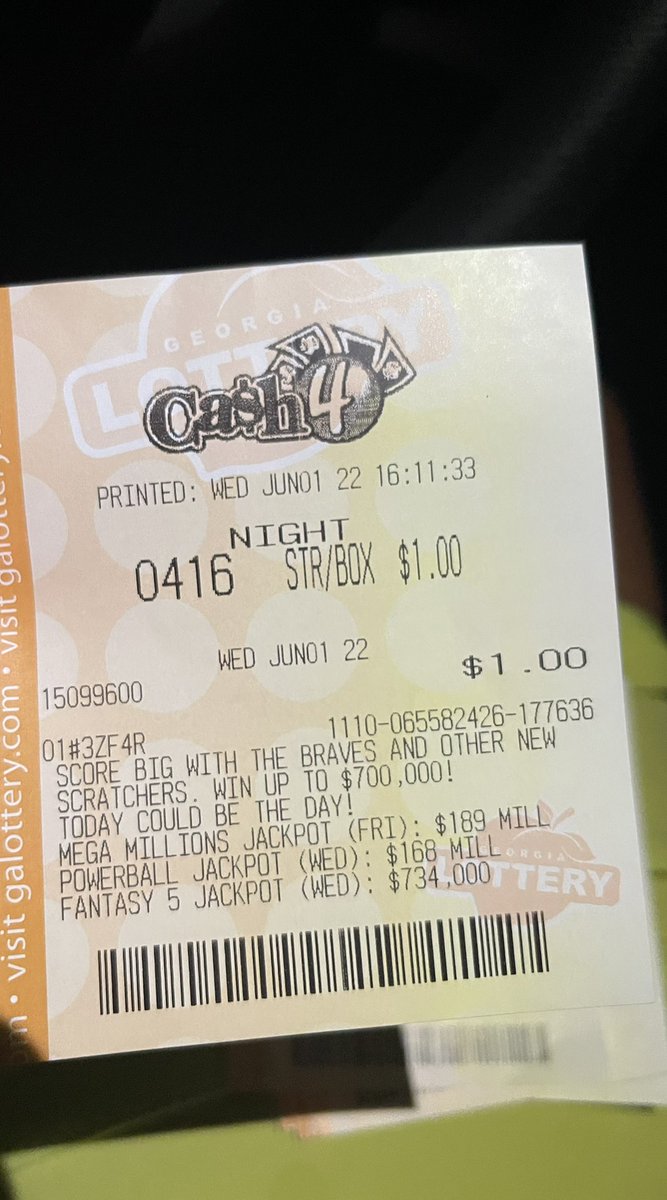 GEORGIA
LOTTERY
Cash 4
PRINTED: WED JUN01 22 16:11:33
NIGHT
0416 STR/BOX $1.00
WED JUN01 22 $1.00
15099600
1110-065582426-177636
01#3ZF4R
SCORE BIG WITH THE BRAVES AND OTHER NEW
SCRATCHERS. WIN UP TO $700,000!
TODAY COULD BE THE DAY!
MEGA MILLIONS JACKPOT (FRI): $189 MILL
POWERBALL JACKPOT (WED): $168 MILL
FANTASY 5 JACKPOT (WED): $734,000
GEORGIA
LOTTERY
• visit galottery.com • visit galottery.